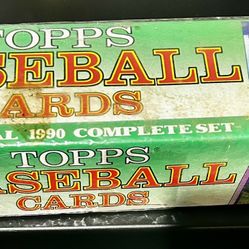 TOPPS
SEBALL
CARDS
AL 1990 COMPLETE SET
TOPPS
ASEBALL
CARDS